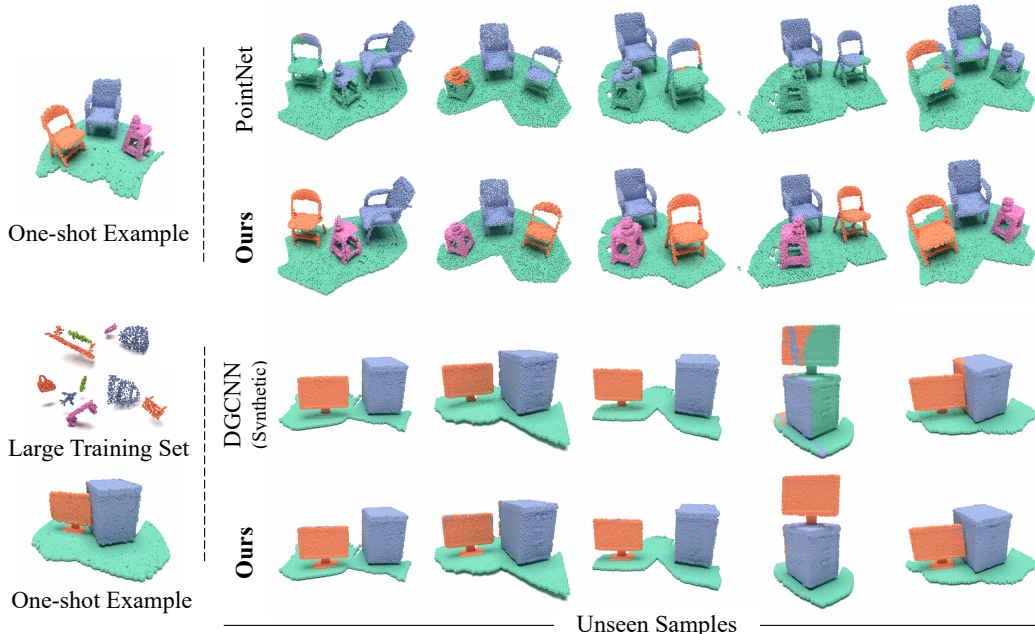 PointNet
One-shot Example
Ours
Large Training Set
DGCNN
(Synthetic)
One-shot Example
Ours
Unseen Samples